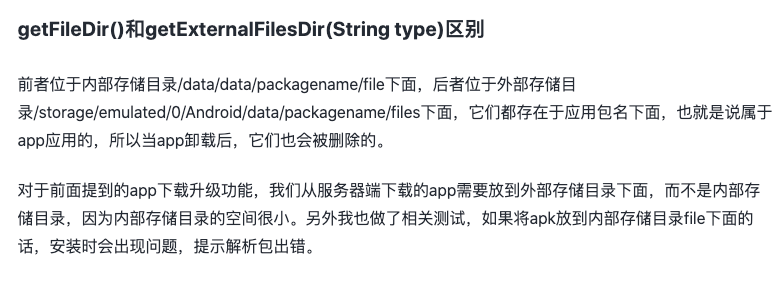 getFileDir()和getExternalFilesDir(String type)区别
前者位于内部存储目录/data/data/packagename/file下面，后者位于外部存储目
录/storage/emulated/0/Android/data/packagename/files下面，它们都存在于应用包名下面，也就是说属于
app应用的，所以当app卸载后，它们也会被删除的。
对于前面提到的app下载升级功能，我们从服务器端下载的app需要放到外部存储目录下面，而不是内部存
储目录，因为内部存储目录的空间很小。另外我也做了相关测试，如果将apk放到内部存储目录file下面的
话，安装时会出现问题，提示解析包出错。